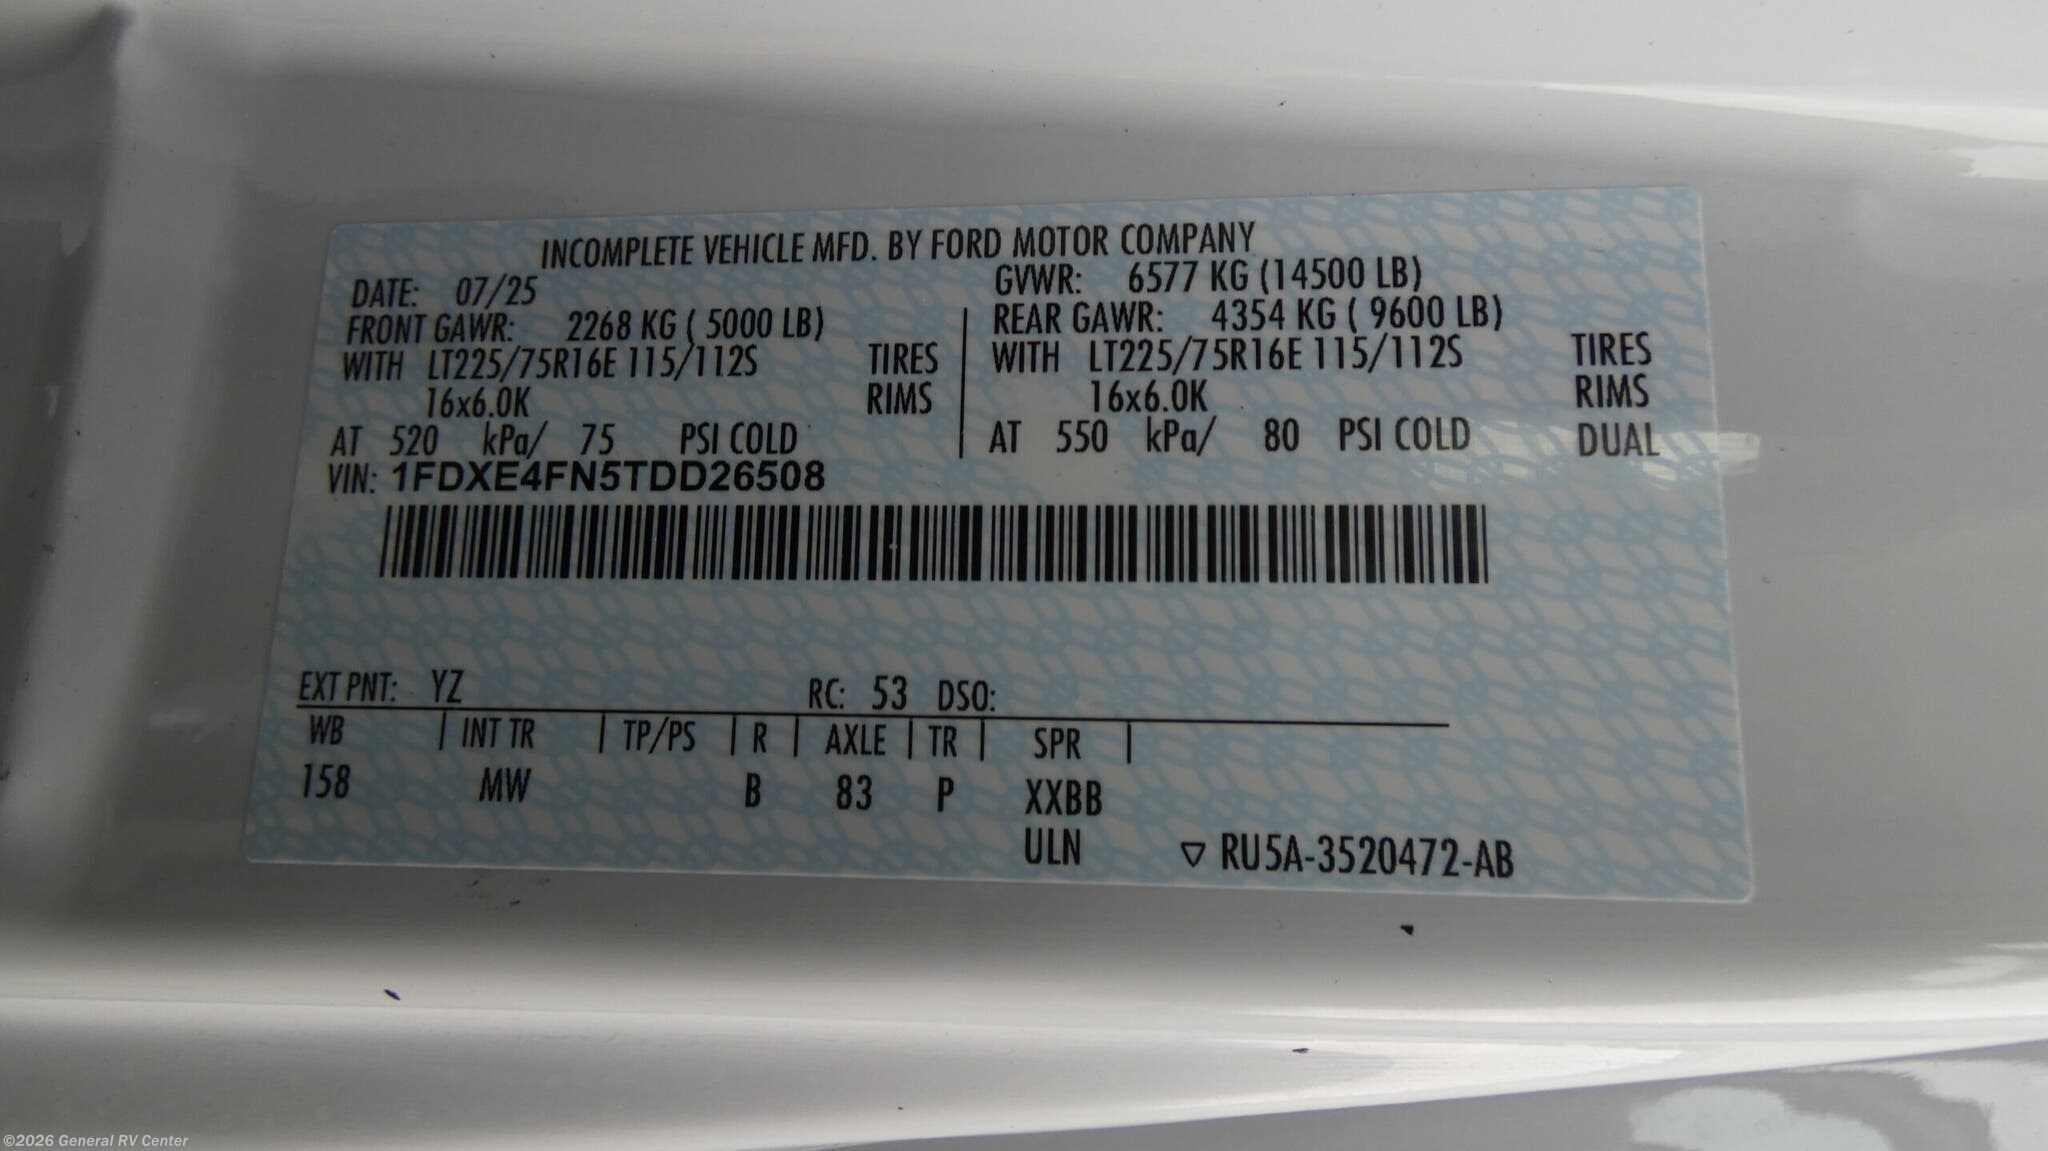 INCOMPLETE VEHICLE MFD. BY FORD MOTOR COMPANY
DATE: 07/25 GVWR: 6577 KG (14500 LB)
FRONT GAWR: 2268 KG ( 5000 LB) REAR GAWR: 4354 KG ( 9600 LB)
WITH LT225/75R16E 115/112S TIRES WITH LT225/75R16E 115/112S TIRES
16x6.0K RIMS 16x6.0K RIMS
AT 520 kPa/ 75 PSI COLD AT 550 kPa/ 80 PSI COLD DUAL
VIN: 1FDXE4FN5TDD26508
EXT PNT: YZ RC: 53 DSO:
WB INT TR TP/PS R AXLE TR SPR
158 MW B 83 P XXBB
ULN ▽ RU5A-3520472-AB
©2026 General RV Center